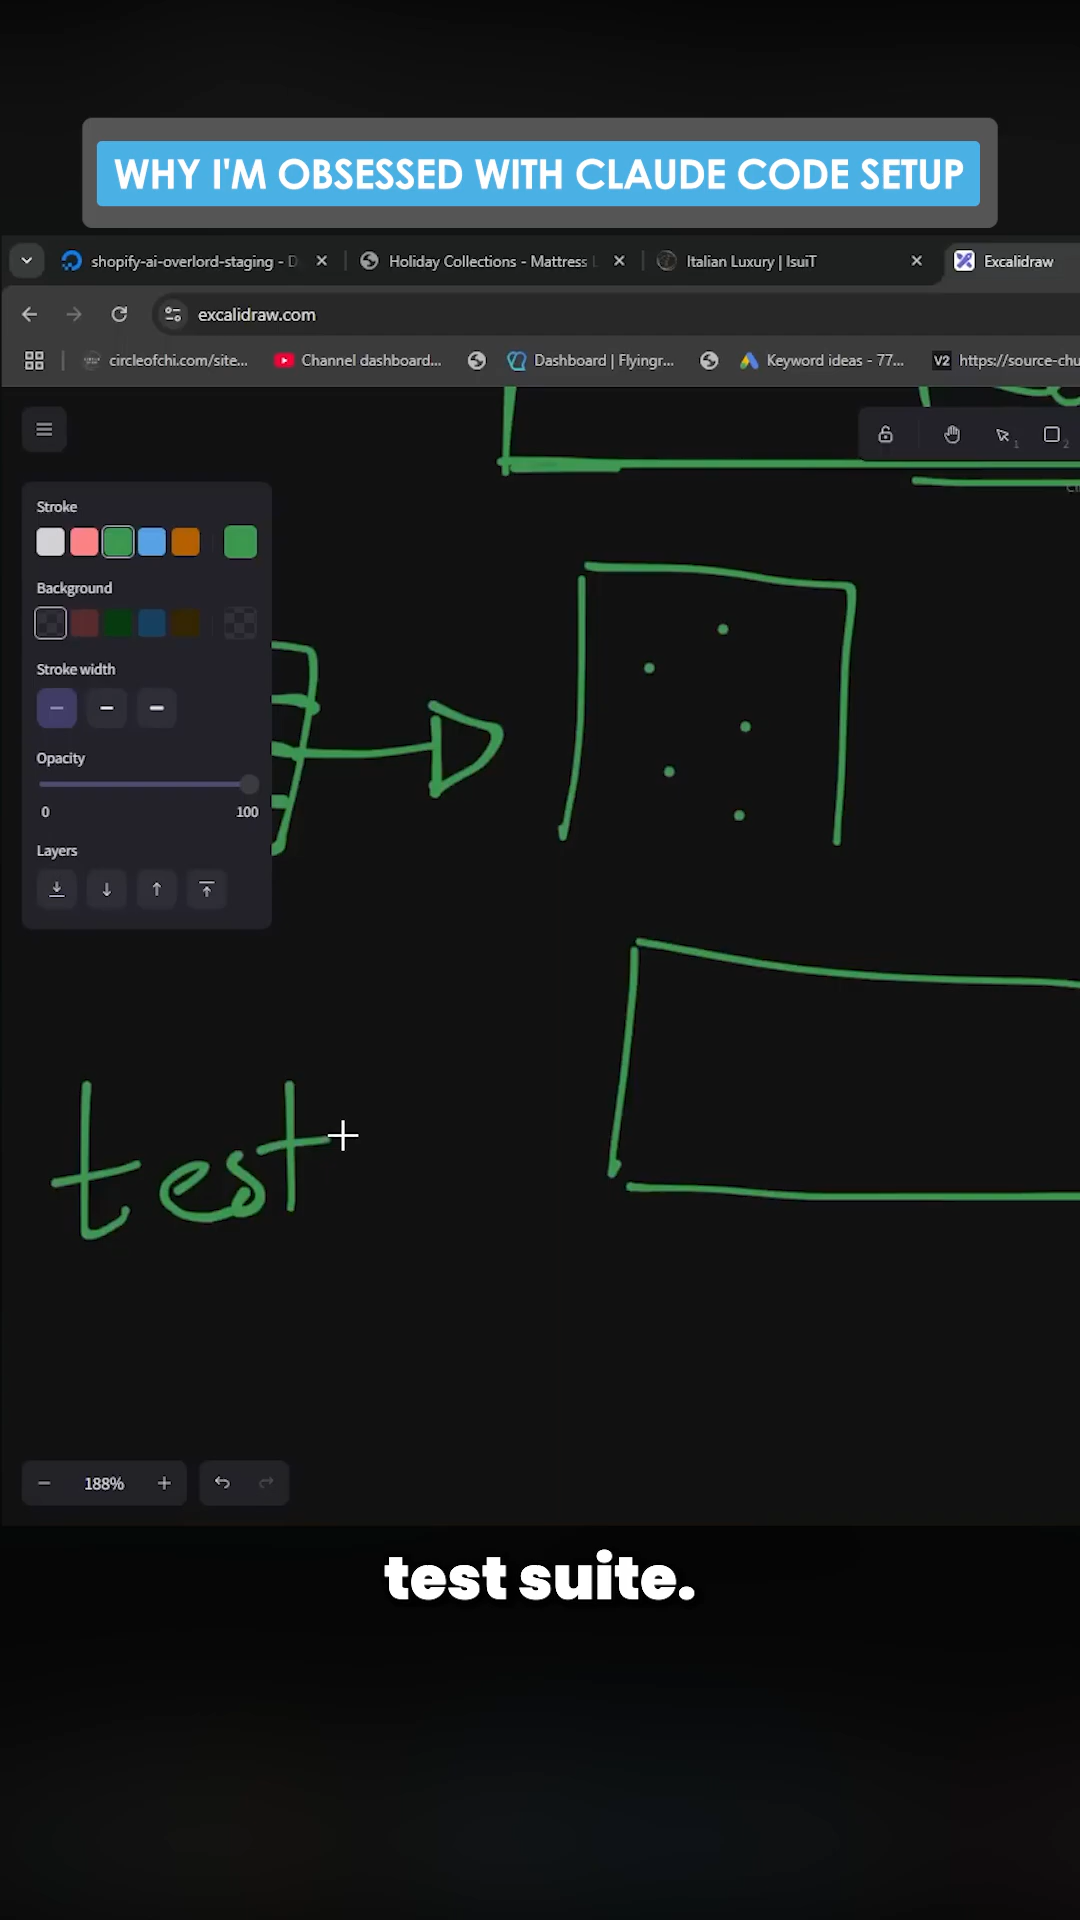 WHY I'M OBSESSED WITH CLAUDE CODE SETUP
shopify-ai-overlord-staging - D
Holiday Collections - Mattress L
Italian Luxury | IsuiT
Excalidraw
excalidraw.com
circleofchi.com/site...
Channel dashboard...
Dashboard | Flyingr...
Keyword ideas - 77...
V2
https://source-chu
1
2
Stroke
Background
Stroke width
Opacity
0
100
Layers
test
188%
test suite.